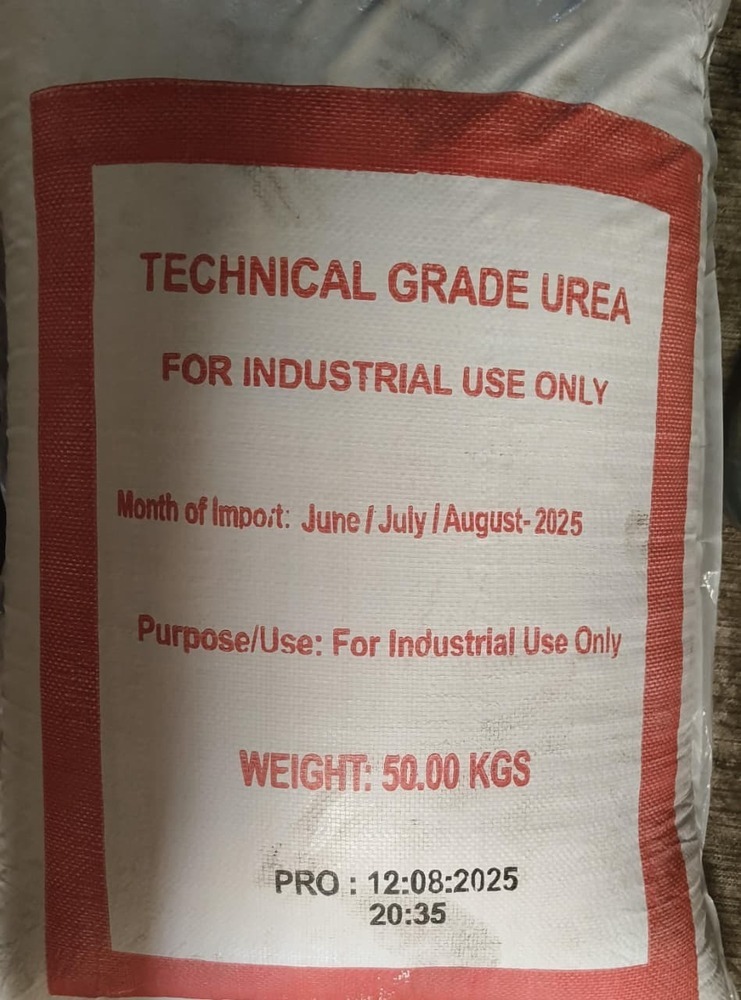 TECHNICAL GRADE UREA
FOR INDUSTRIAL USE ONLY
Month of Import: June / July / August- 2025
Purpose/Use: For Industrial Use Only
WEIGHT: 50.00 KGS
PRO : 12:08:2025
20:35